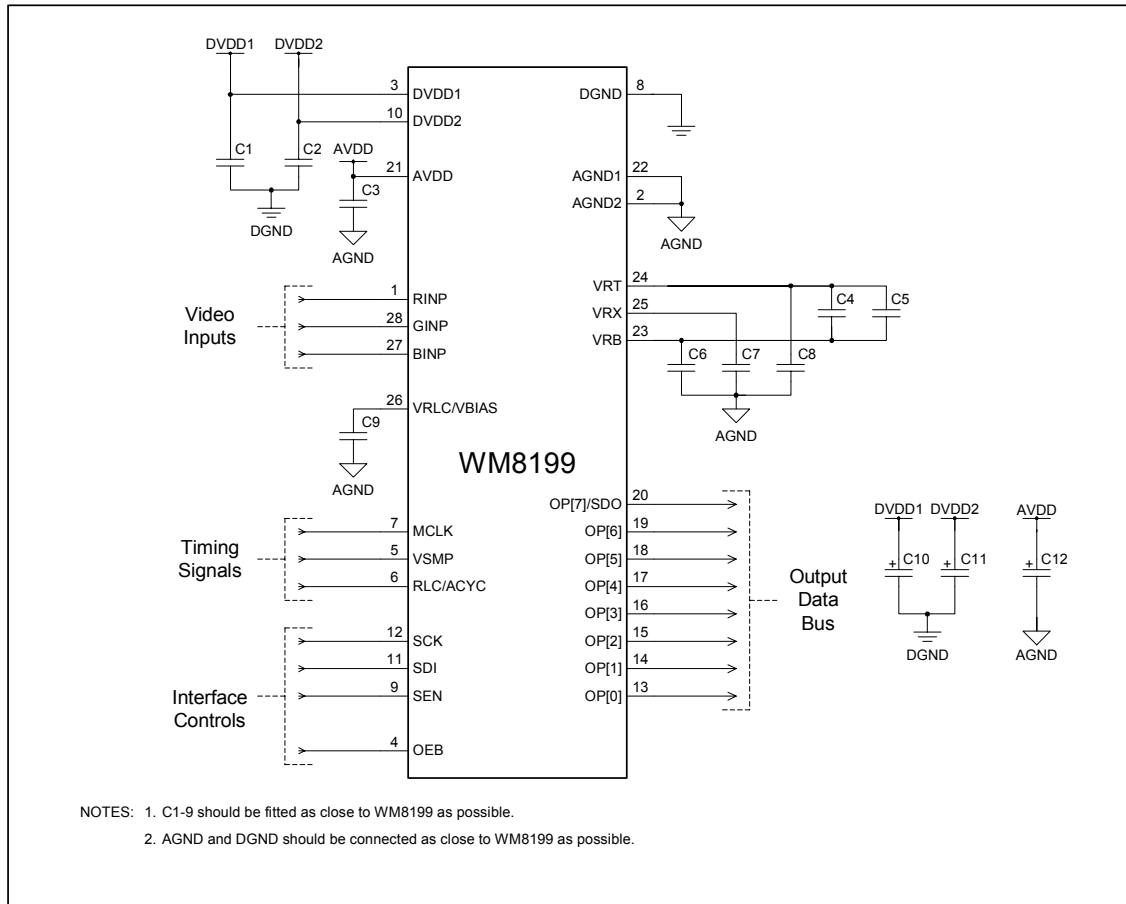 DVDD1 DVDD2
3 DVDD1
10 DVDD2
C1 C2
DGND
AVDD
21 AVDD
C3
AGND
DGND 8
AGND1 22
AGND2 2
AGND
Video
Inputs
1 RINP
28 GINP
27 BINP
VRT 24
VRX 25
VRB 23
C4 C5
C6 C7 C8
AGND
26 VRLC/VBIAS
C9
AGND
WM8199
Timing
Signals
7 MCLK
5 VSMP
6 RLC/ACYC
Interface
Controls
12 SCK
11 SDI
9 SEN
4 OEB
OP[7]/SDO 20
OP[6] 19
OP[5] 18
OP[4] 17
OP[3] 16
OP[2] 15
OP[1] 14
OP[0] 13
Output
Data
Bus
DVDD1 DVDD2 AVDD
+ C10 + C11 + C12
DGND AGND
NOTES: 1. C1-9 should be fitted as close to WM8199 as possible.
2. AGND and DGND should be connected as close to WM8199 as possible.